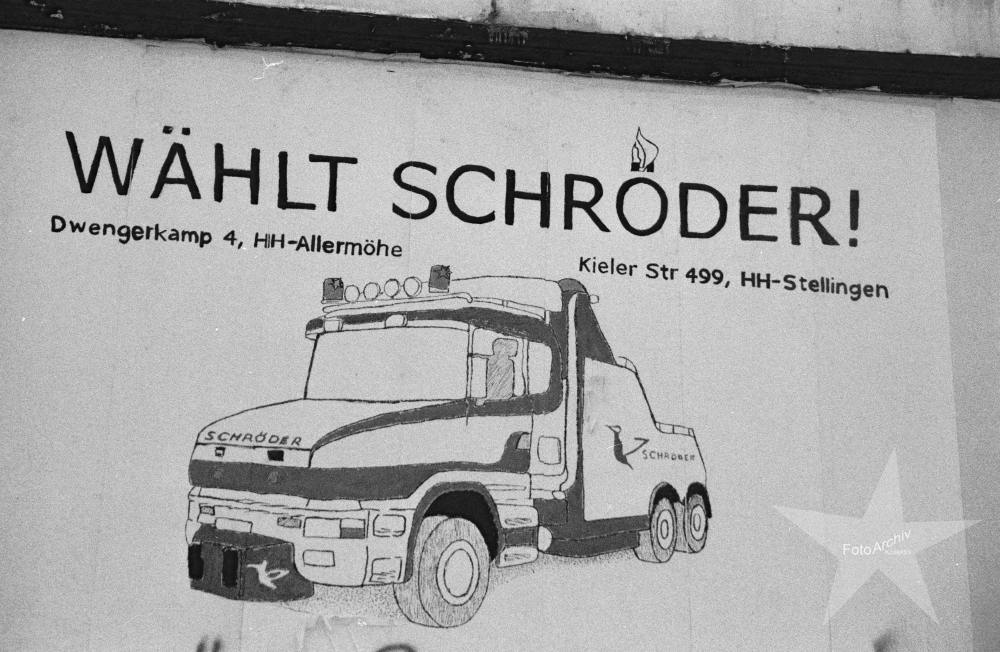 WÄHLT SCHRÖDER!
Dwengerkamp 4, HH-Allermöhe
Kieler Str 499, HH-Stellingen
SCHRÖDER
SCHRÖDER
FotoArchiv